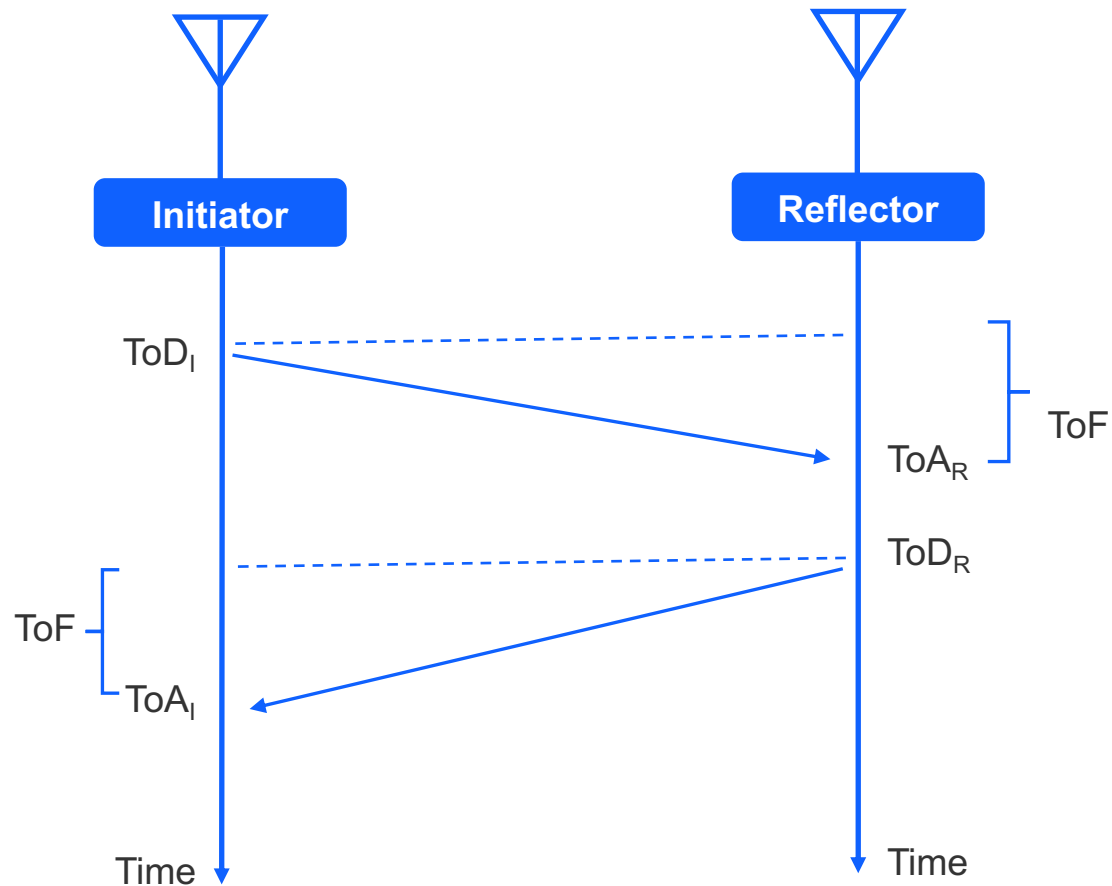 Initiator
Reflector
ToD_I
ToF
ToA_R
ToD_R
ToF
ToA_I
Time
Time